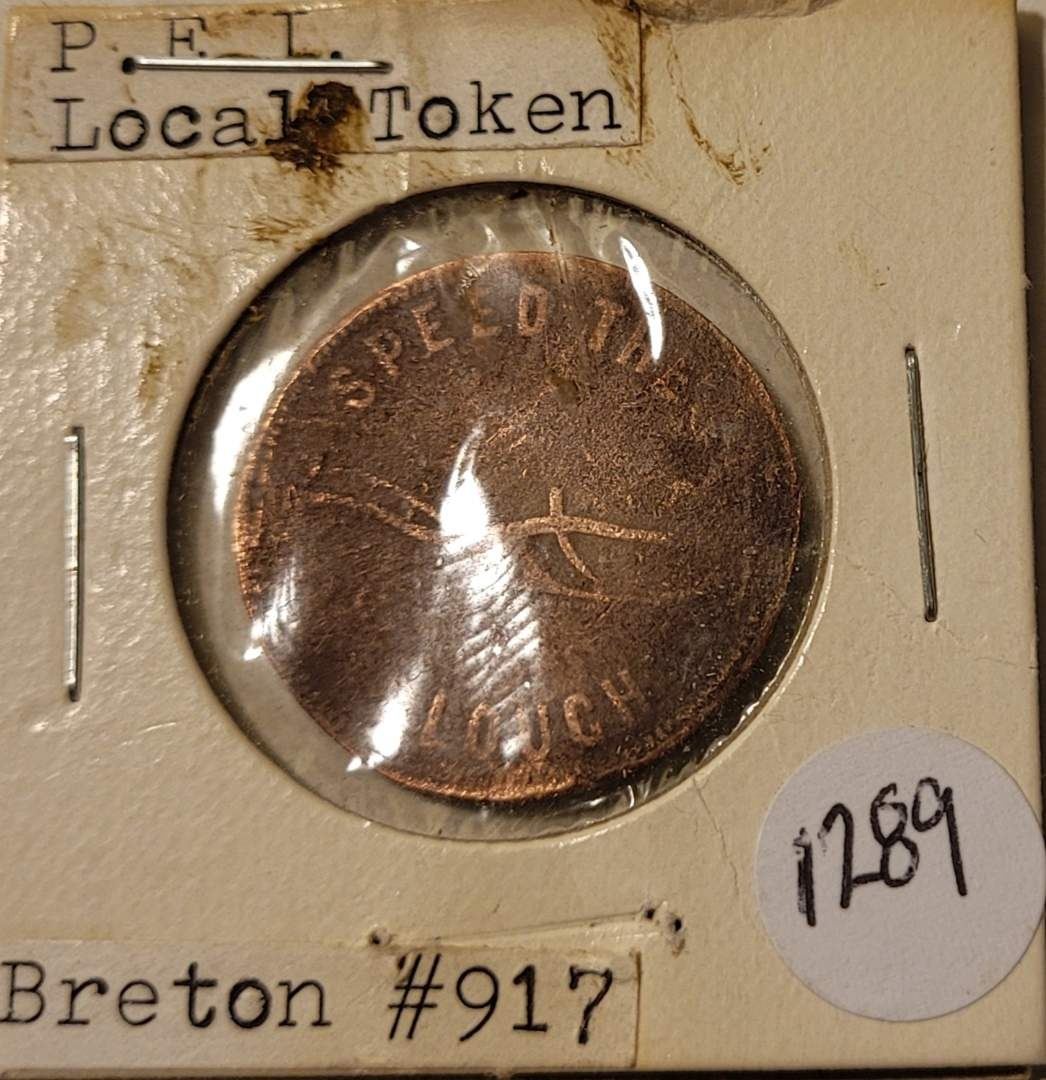 P. E. I.
Local Token
SPEED THE
LOUGH
1289
Breton #917